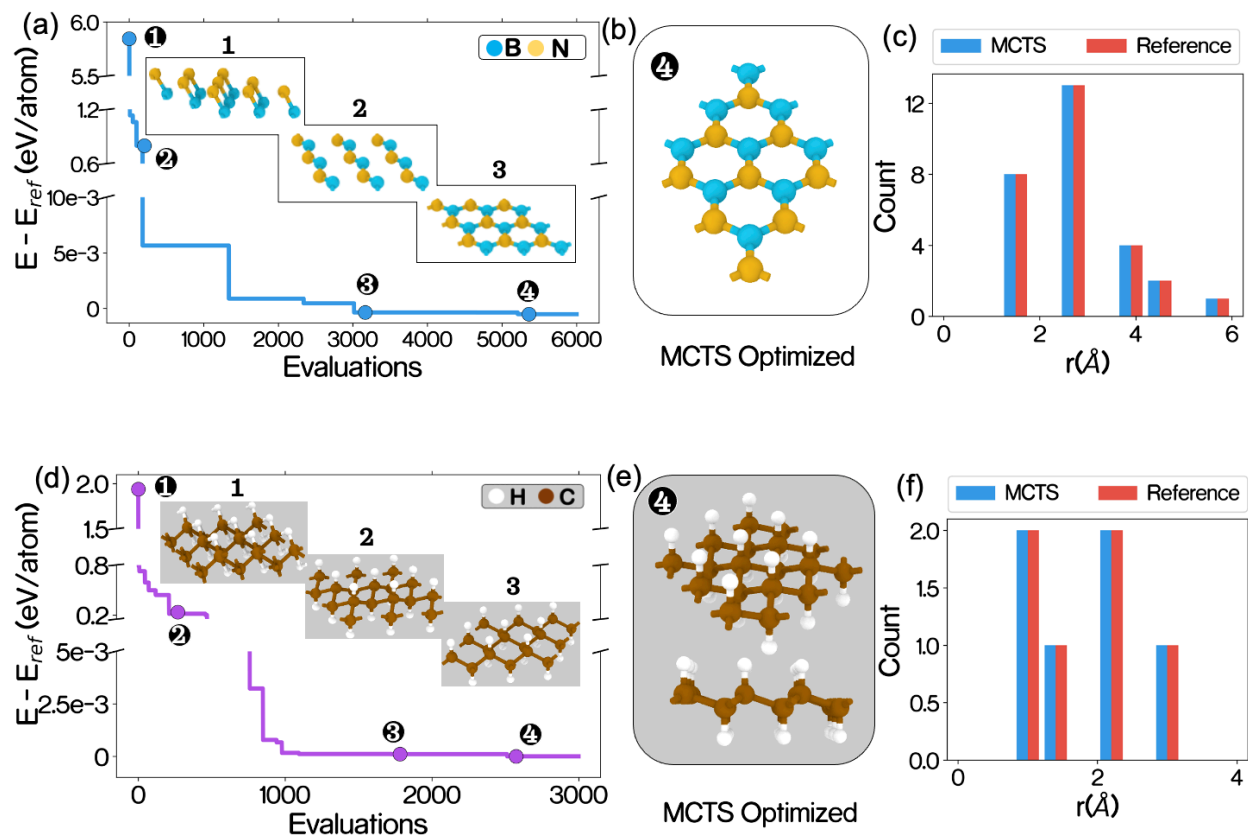 (a)
E - E_ref (eV/atom)
6.0
5.5
1.2
0.6
10e-3
5e-3
0
1
2
3
4
1
2
3
B N
0 1000 2000 3000 4000 5000 6000
Evaluations
(b)
4
MCTS Optimized
(c)
MCTS Reference
Count
12
8
4
0
0 2 4 6
r(Å)
(d)
E - E_ref (eV/atom)
2.0
1.5
0.8
0.2
5e-3
2.5e-3
0
1
2
3
4
1
2
3
H C
0 1000 2000 3000
Evaluations
(e)
4
MCTS Optimized
(f)
MCTS Reference
Count
2.0
1.5
1.0
0.5
0.0
0 2 4
r(Å)